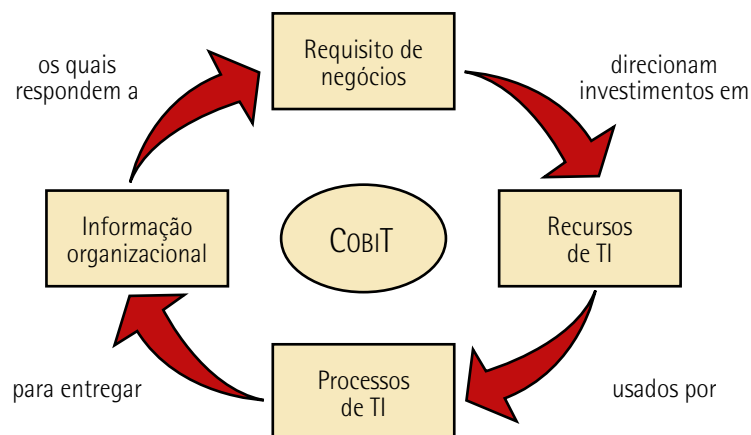 os quais
respondem a
Requisito de
negócios
direcionam
investimentos em
Informação
organizacional
COBIT
Recursos
de TI
para entregar
Processos
de TI
usados por